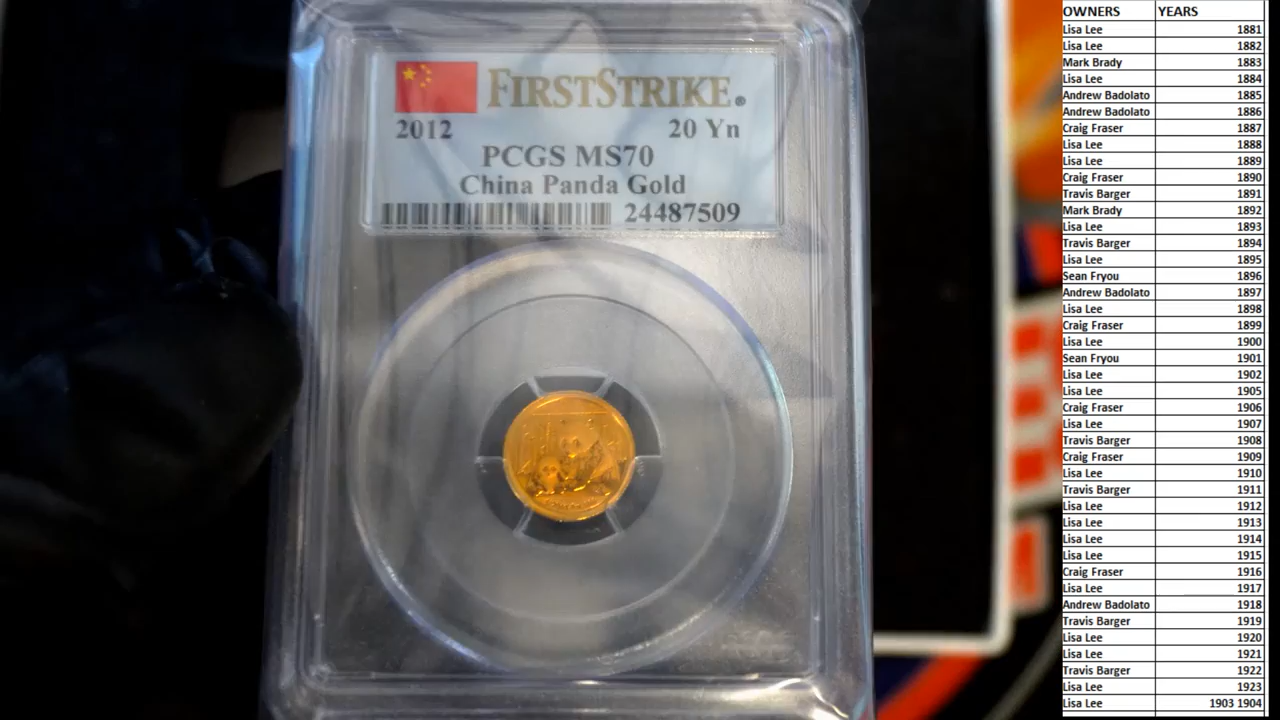 FIRSTSTRIKE®
2012 20 Yn
PCGS MS70
China Panda Gold
24487509
OWNERS YEARS
Lisa Lee 1881
Lisa Lee 1882
Mark Brady 1883
Lisa Lee 1884
Andrew Badolato 1885
Andrew Badolato 1886
Craig Fraser 1887
Lisa Lee 1888
Lisa Lee 1889
Craig Fraser 1890
Travis Barger 1891
Mark Brady 1892
Lisa Lee 1893
Travis Barger 1894
Lisa Lee 1895
Sean Fryou 1896
Andrew Badolato 1897
Lisa Lee 1898
Craig Fraser 1899
Lisa Lee 1900
Sean Fryou 1901
Lisa Lee 1902
Lisa Lee 1905
Craig Fraser 1906
Lisa Lee 1907
Travis Barger 1908
Craig Fraser 1909
Lisa Lee 1910
Travis Barger 1911
Lisa Lee 1912
Lisa Lee 1913
Lisa Lee 1914
Lisa Lee 1915
Craig Fraser 1916
Lisa Lee 1917
Andrew Badolato 1918
Travis Barger 1919
Lisa Lee 1920
Lisa Lee 1921
Travis Barger 1922
Lisa Lee 1923
Lisa Lee 1903 1904